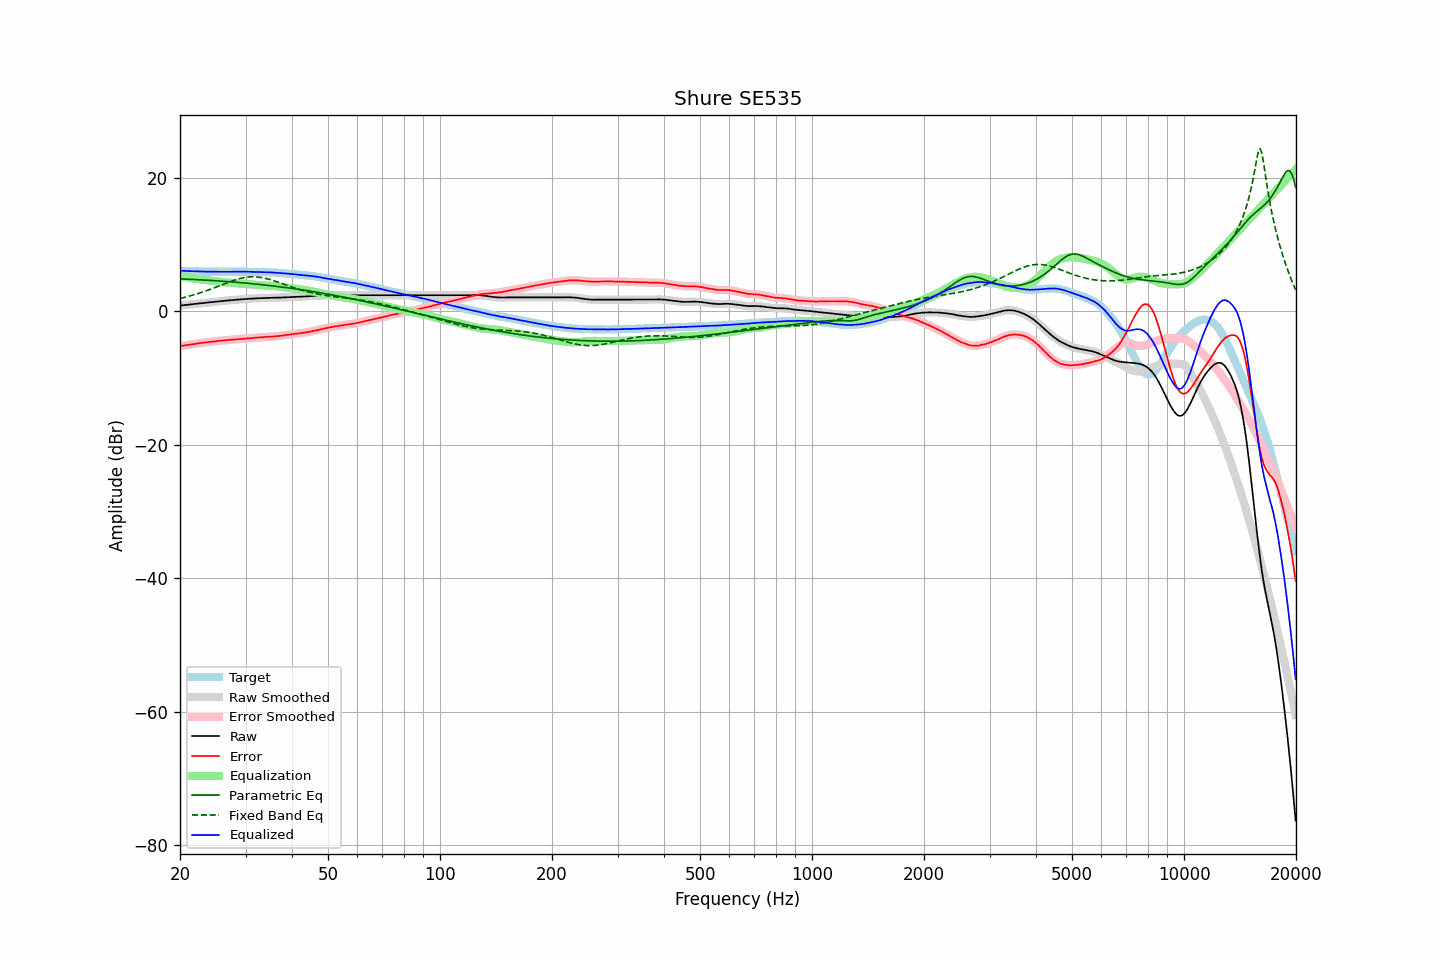 Shure SE535
Amplitude (dBr)
20
0
−20
−40
−60
−80
Target
Raw Smoothed
Error Smoothed
Raw
Error
Equalization
Parametric Eq
Fixed Band Eq
Equalized
20 50 100 200 500 1000 2000 5000 10000 20000
Frequency (Hz)